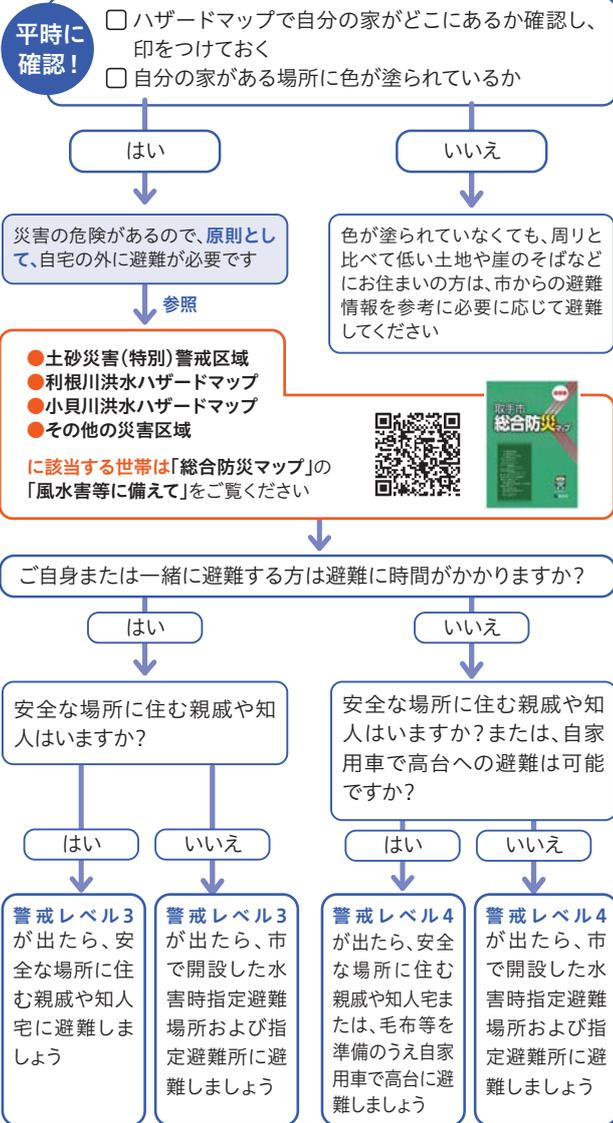 平時に
確認！
□ ハザードマップで自分の家がどこにあるか確認し、
印をつけておく
□ 自分の家がある場所に色が塗られているか
はい
いいえ
災害の危険があるので、原則とし
て、自宅の外に避難が必要です
色が塗られていなくても、周りと
比べて低い土地や崖のそばなど
にお住まいの方は、市からの避難
情報を参考に必要に応じて避難
してください
参照
●土砂災害（特別）警戒区域
●利根川洪水ハザードマップ
●小貝川洪水ハザードマップ
●その他の災害区域
に該当する世帯は「総合防災マップ」の
「風水害等に備えて」をご覧ください
取手市
総合防災マップ
ご自身または一緒に避難する方は避難に時間がかかりますか？
はい
いいえ
安全な場所に住む親戚や知
人はいますか？
安全な場所に住む親戚や知
人はいますか？または、自家
用車で高台への避難は可能
ですか？
はい
いいえ
はい
いいえ
警戒レベル3
が出たら、安
全な場所に住
む親戚や知人
宅に避難しま
しょう
警戒レベル3
が出たら、市
で開設した水
害時指定避難
場所および指
定避難所に避
難しましょう
警戒レベル4
が出たら、安全
な場所に住む
親戚や知人宅ま
たは、毛布等を
準備のうえ自家
用車で高台に避
難しましょう
警戒レベル4
が出たら、市
で開設した水
害時指定避難
場所および指
定避難所に避
難しましょう